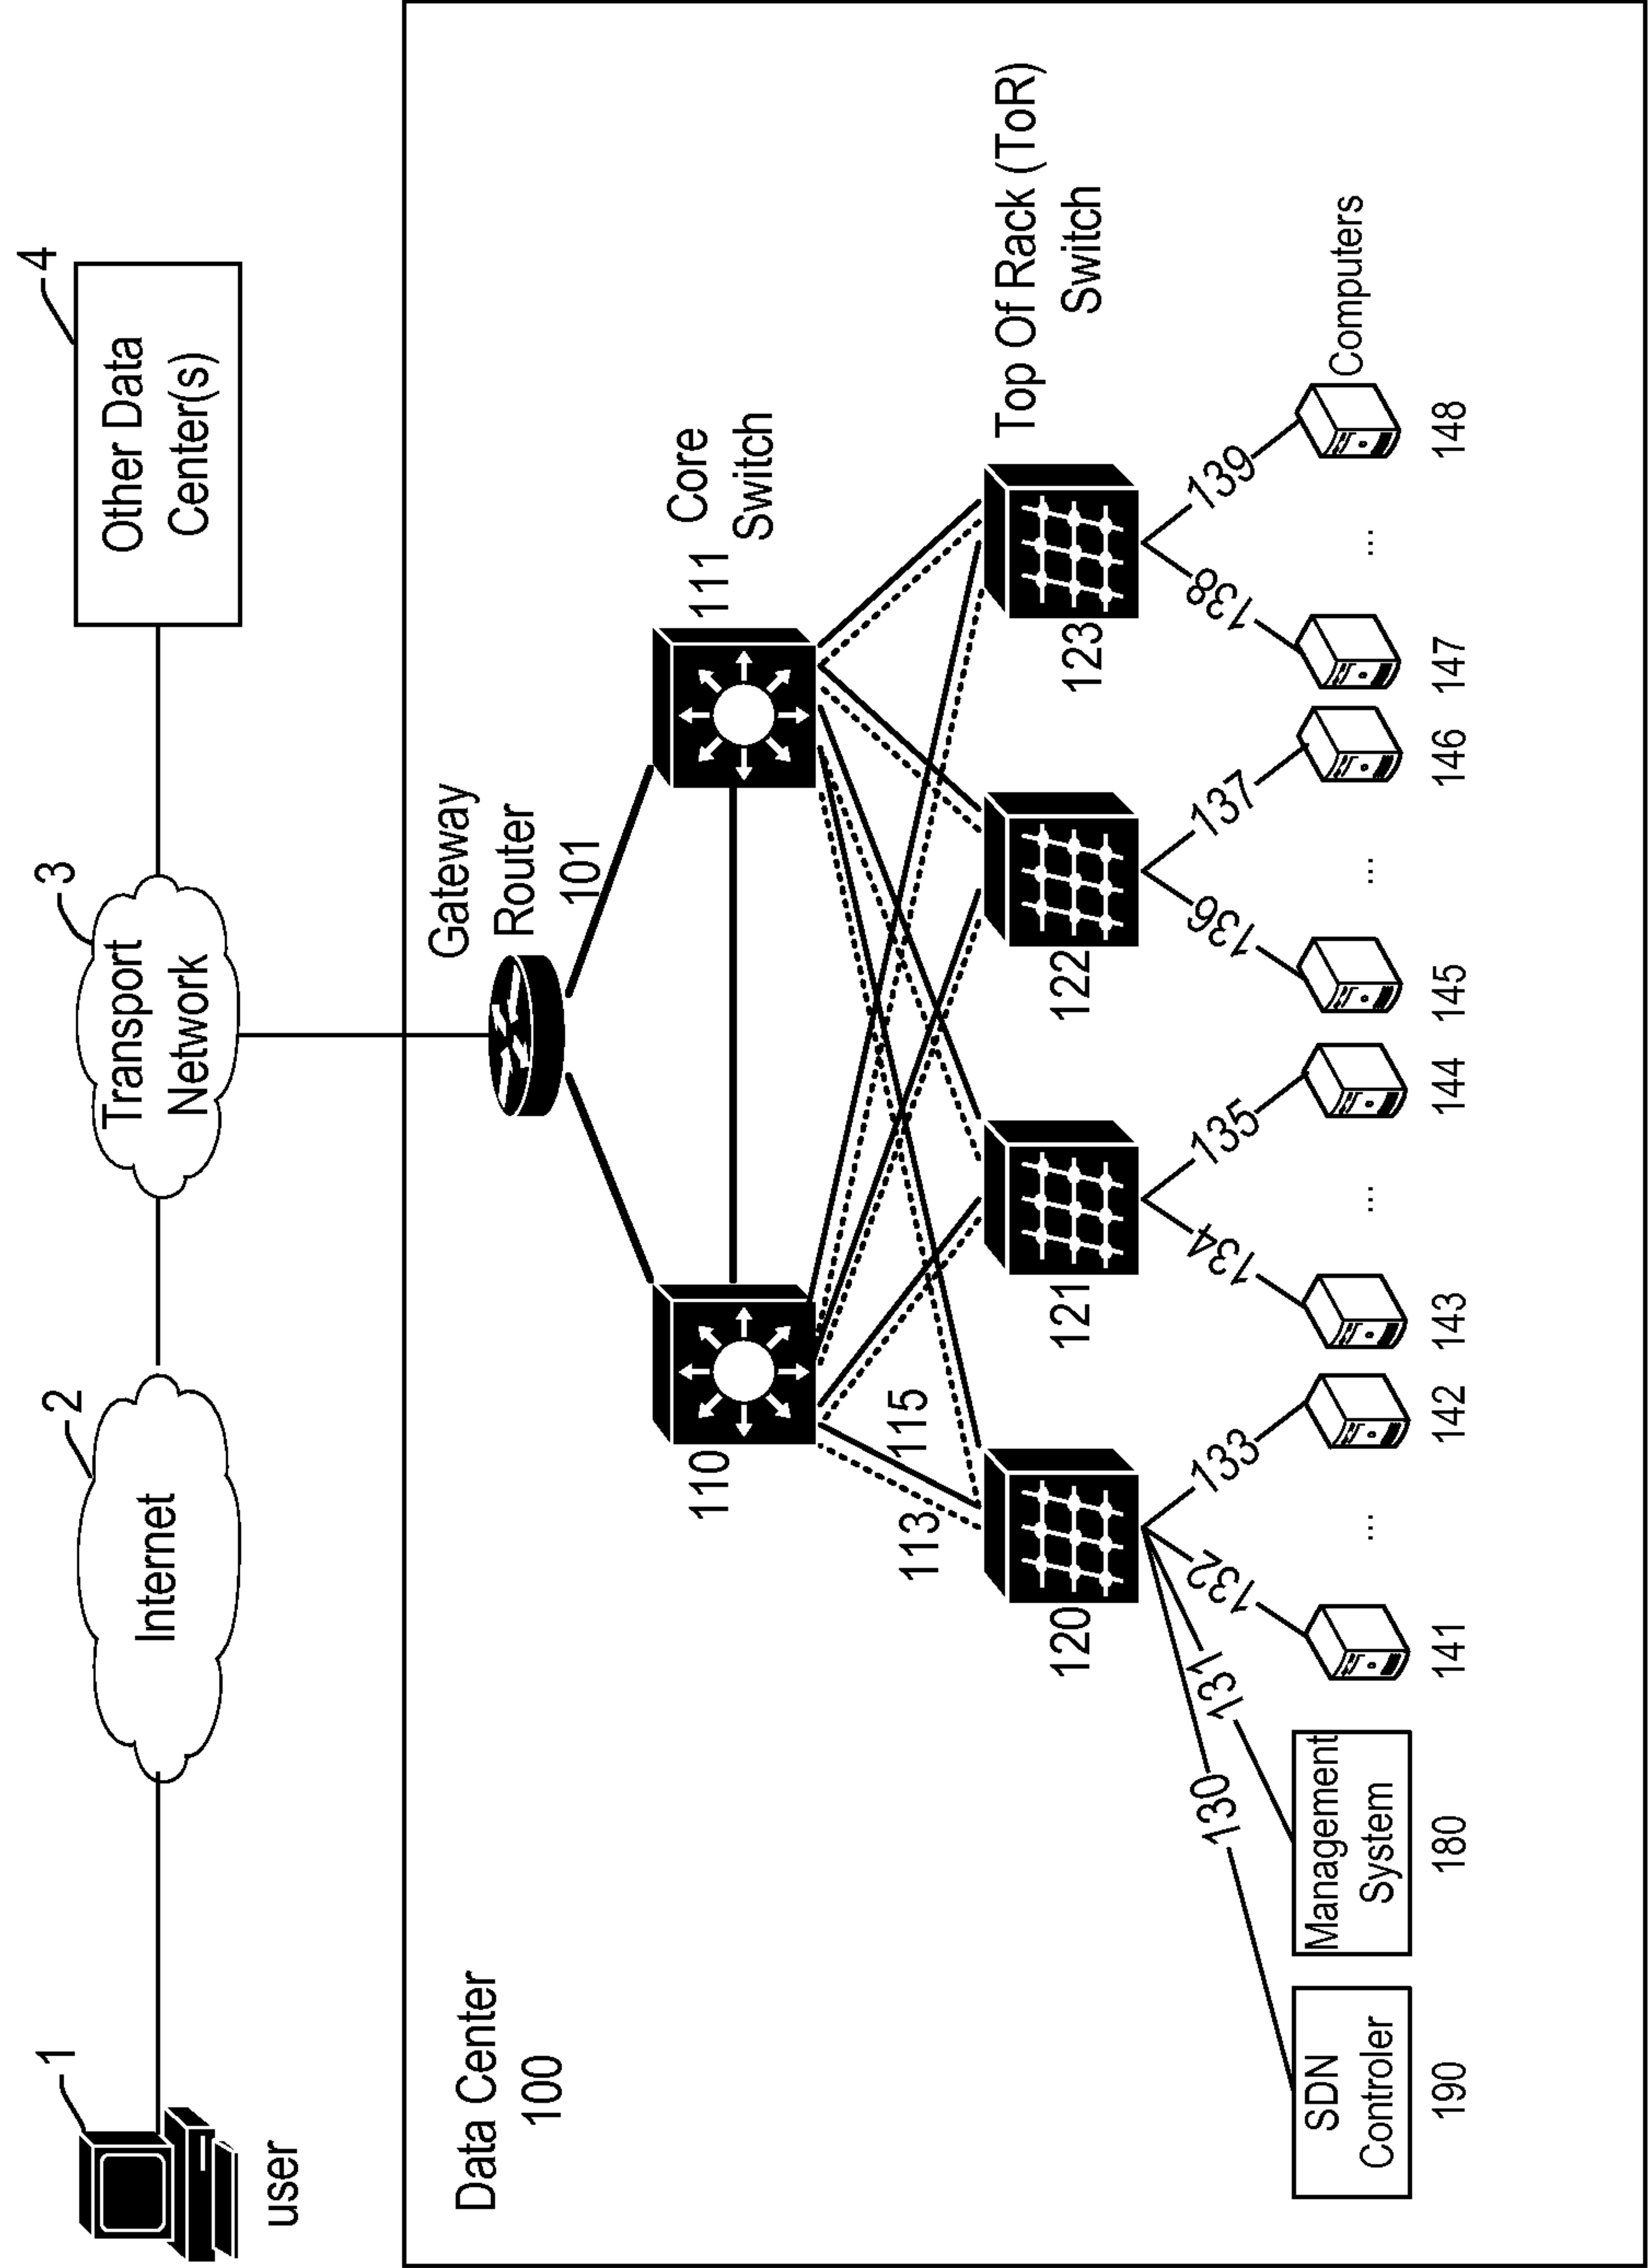 1
2
3
4
user
Internet
Transport
Network
Other Data
Center(s)
Data Center
100
Gateway
Router
101
110
111
Core
Switch
113
115
120
121
122
123
Top Of Rack (ToR)
Switch
130
131
132
133
134
135
136
137
138
139
Computers
SDN
Controler
Management
System
...
...
...
...
190
180
141
142
143
144
145
146
147
148